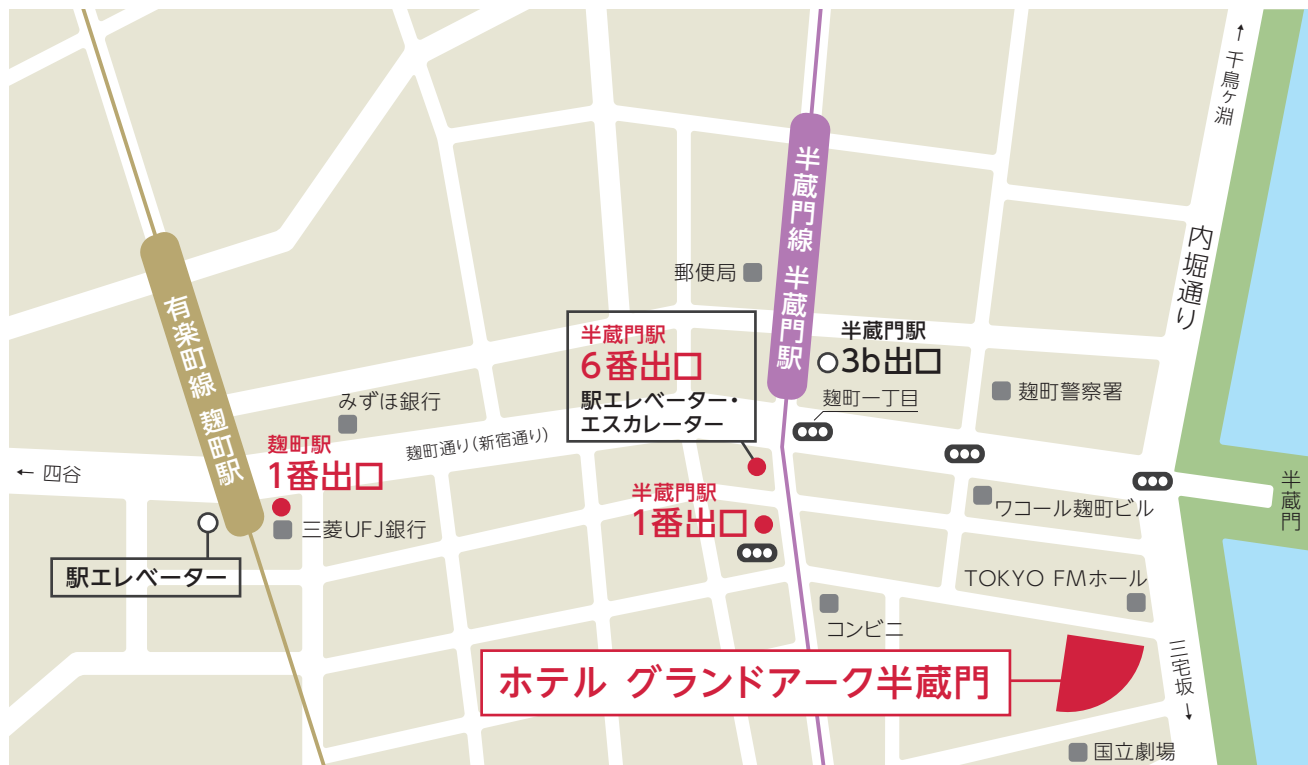 ↑ 千鳥ヶ淵
内堀通り
半蔵門線 半蔵門駅
郵便局
有楽町線 麹町駅
半蔵門駅
6番出口
駅エレベーター・
エスカレーター
半蔵門駅
3b出口
麹町一丁目
麹町警察署
みずほ銀行
麹町通り(新宿通り)
麹町駅
1番出口
← 四谷
半蔵門駅
1番出口
ワコール麹町ビル
半蔵門
三菱UFJ銀行
駅エレベーター
TOKYO FMホール
コンビニ
ホテル グランドアーク半蔵門
三宅坂 →
国立劇場